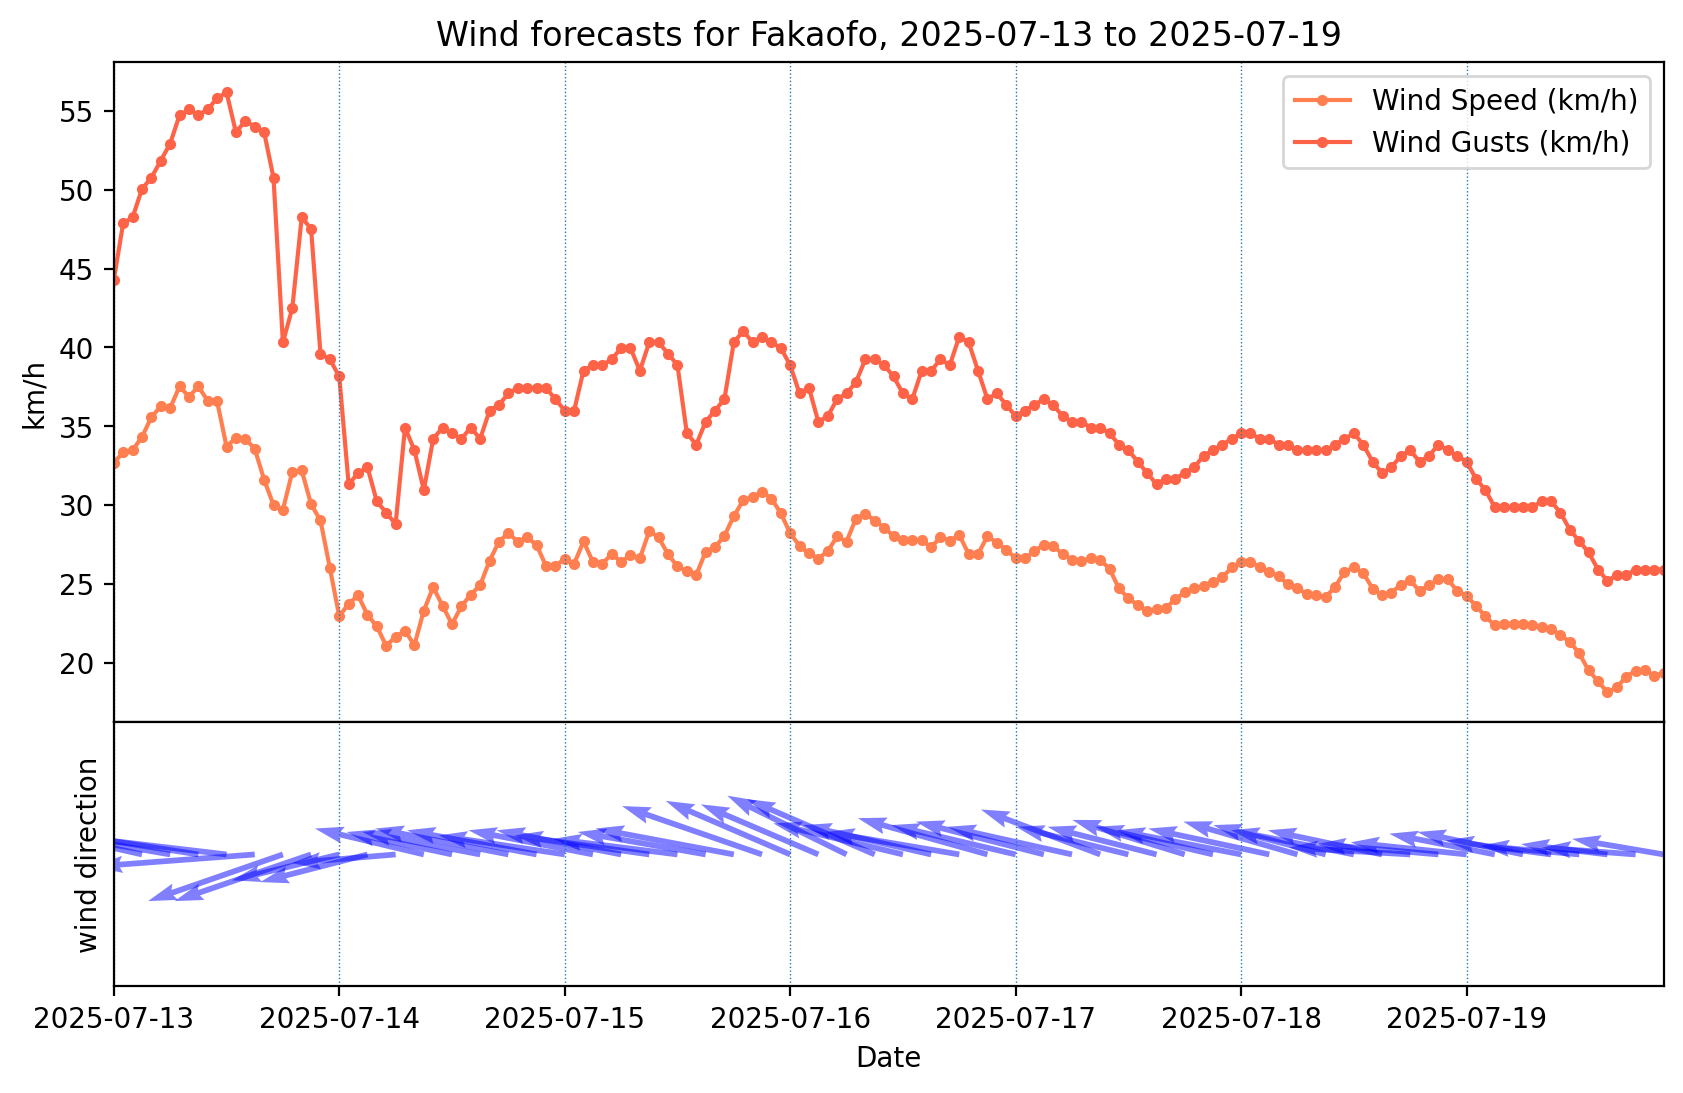 Wind forecasts for Fakaofo, 2025-07-13 to 2025-07-19
Wind Speed (km/h)
Wind Gusts (km/h)
55
50
45
40
35
30
25
20
km/h
wind direction
2025-07-13
2025-07-14
2025-07-15
2025-07-16
2025-07-17
2025-07-18
2025-07-19
Date